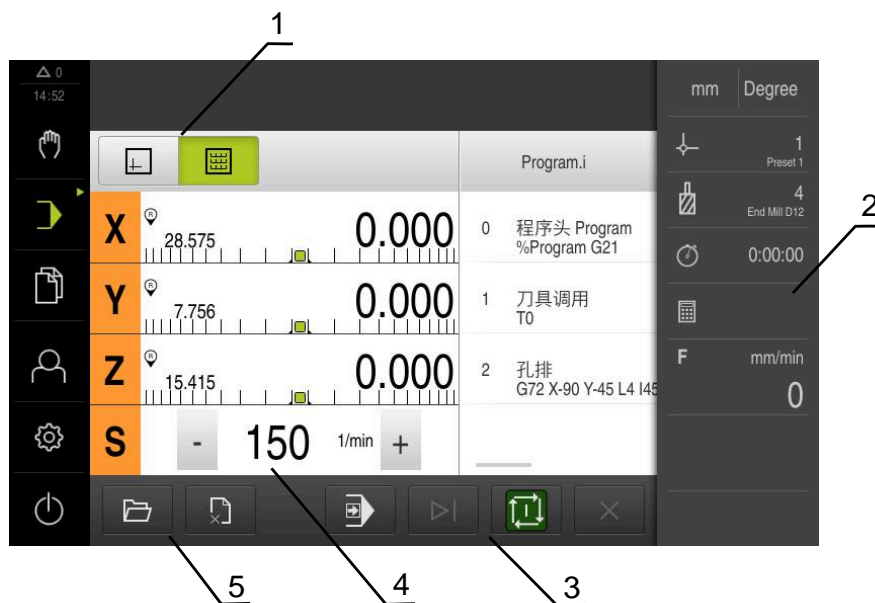 1
0
14:52
mm Degree
1
Preset 1
Program.i
4
End Mill D12
2
X R 28.575 0.000
0 程序头 Program
%Program G21
0:00:00
Y R 7.756 0.000
1 刀具调用
T0
Z R 15.415 0.000
2 孔排
G72 X-90 Y-45 L4 I45
F mm/min
0
S - 150 1/min +
5
4
3